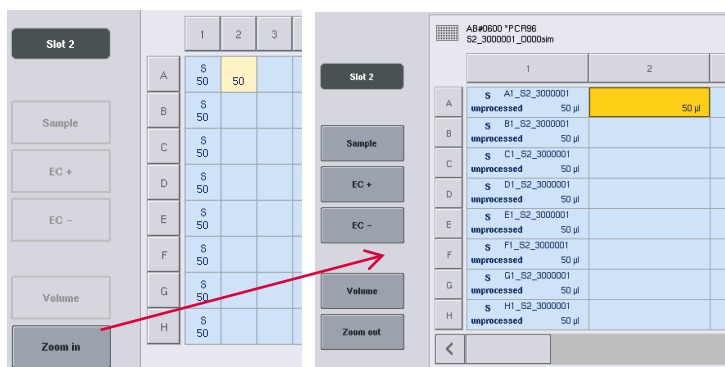 Slot 2
Sample
EC +
EC –
Volume
Zoom in
1 2 3
A S 50 50
B S 50
C S 50
D S 50
E S 50
F S 50
G S 50
H S 50
Slot 2
Sample
EC +
EC –
Volume
Zoom out
AB#0600 *PCR96
S2_3000001_0000sim
1 2
A S A1_S2_3000001
unprocessed 50 µl 50 µl
B S B1_S2_3000001
unprocessed 50 µl
C S C1_S2_3000001
unprocessed 50 µl
D S D1_S2_3000001
unprocessed 50 µl
E S E1_S2_3000001
unprocessed 50 µl
F S F1_S2_3000001
unprocessed 50 µl
G S G1_S2_3000001
unprocessed 50 µl
H S H1_S2_3000001
unprocessed 50 µl